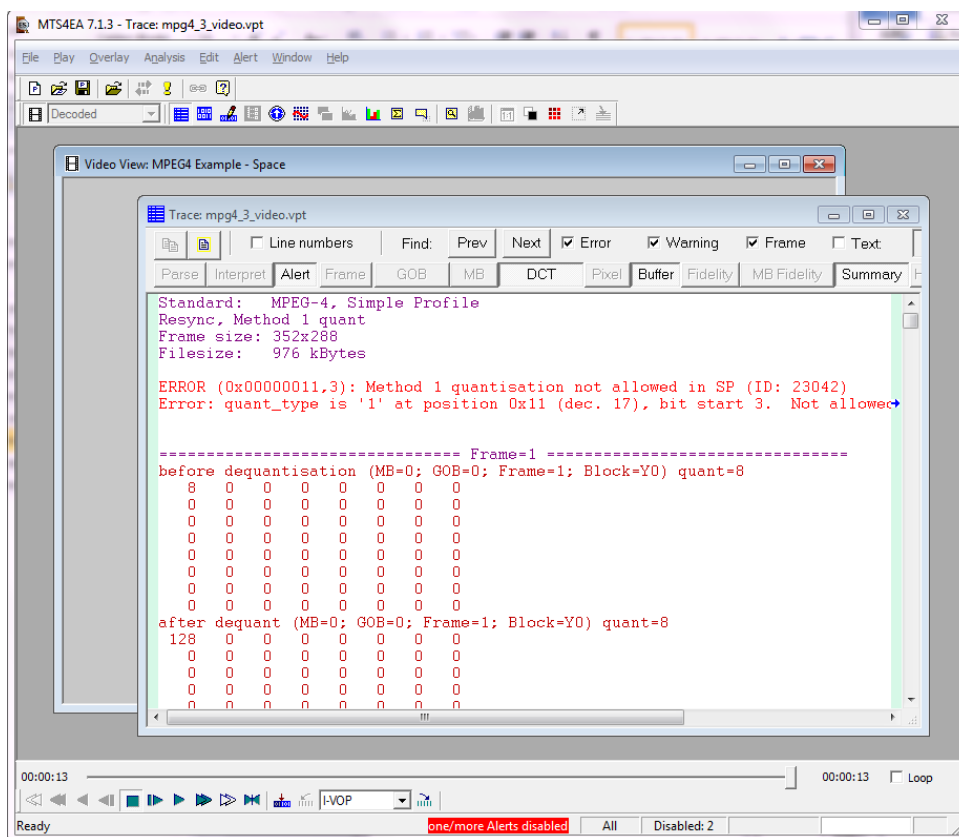 MTS4EA 7.1.3 - Trace: mpg4_3_video.vpt
File Play Overlay Analysis Edit Alert Window Help
Decoded
Video View: MPEG4 Example - Space
Trace: mpg4_3_video.vpt
Line numbers Find: Prev Next Error Warning Frame Text
Parse Interpret Alert Frame GOB MB DCT Pixel Buffer Fidelity MB Fidelity Summary H
Standard: MPEG-4, Simple Profile
Resync, Method 1 quant
Frame size: 352x288
Filesize: 976 kBytes
ERROR (0x00000011,3): Method 1 quantisation not allowed in SP (ID: 23042)
Error: quant_type is '1' at position 0x11 (dec. 17), bit start 3. Not allowed
================================ Frame=1 ================================
before dequantisation (MB=0; GOB=0; Frame=1; Block=Y0) quant=8
8 0 0 0 0 0 0 0
0 0 0 0 0 0 0 0
0 0 0 0 0 0 0 0
0 0 0 0 0 0 0 0
0 0 0 0 0 0 0 0
0 0 0 0 0 0 0 0
0 0 0 0 0 0 0 0
0 0 0 0 0 0 0 0
after dequant (MB=0; GOB=0; Frame=1; Block=Y0) quant=8
128 0 0 0 0 0 0 0
0 0 0 0 0 0 0 0
0 0 0 0 0 0 0 0
0 0 0 0 0 0 0 0
0 0 0 0 0 0 0 0
00:00:13 00:00:13 Loop
I-VOP
Ready one/more Alerts disabled All Disabled: 2